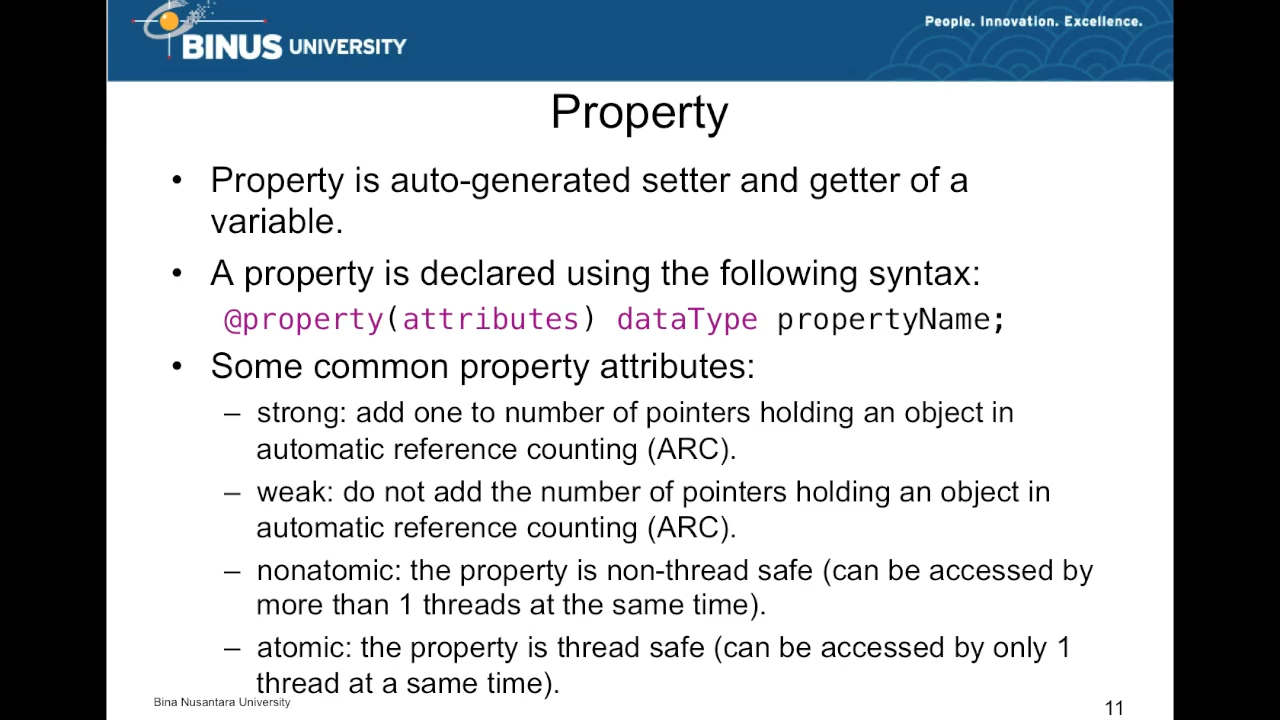 People. Innovation. Excellence.
BINUS UNIVERSITY
Property
• Property is auto-generated setter and getter of a
variable.
• A property is declared using the following syntax:
@property(attributes) dataType propertyName;
• Some common property attributes:
– strong: add one to number of pointers holding an object in
automatic reference counting (ARC).
– weak: do not add the number of pointers holding an object in
automatic reference counting (ARC).
– nonatomic: the property is non-thread safe (can be accessed by
more than 1 threads at the same time).
– atomic: the property is thread safe (can be accessed by only 1
thread at a same time).
Bina Nusantara University
11